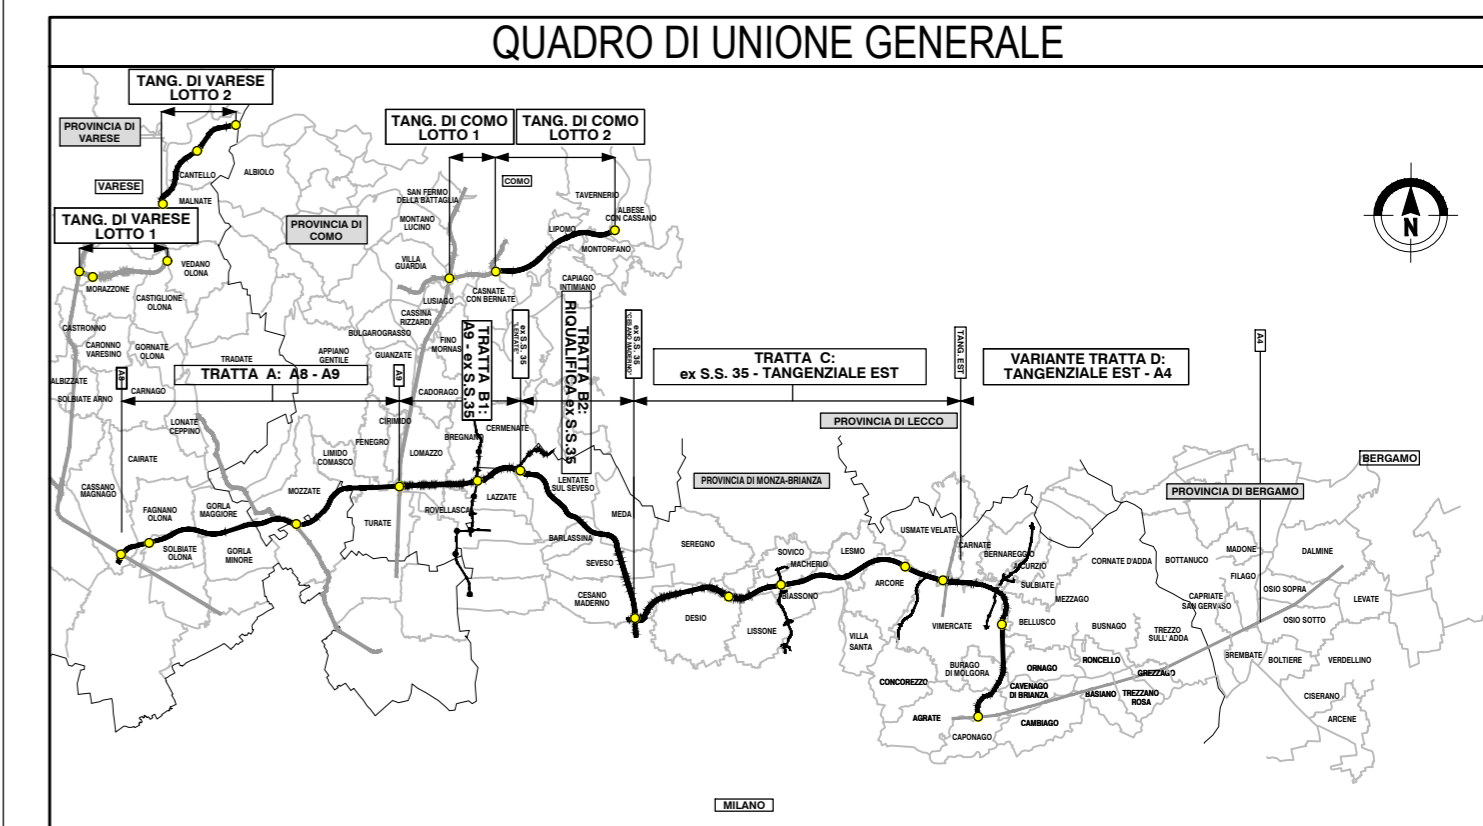 QUADRO DI UNIONE GENERALE
TANG. DI VARESE
LOTTO 2
PROVINCIA DI
VARESE
VARESE
CANTELLO
ALBIOLO
MALNATE
TANG. DI VARESE
LOTTO 1
PROVINCIA DI
COMO
TANG. DI COMO
LOTTO 1
TANG. DI COMO
LOTTO 2
COMO
SAN FERMO
DELLA BATTAGLIA
MONTANO
LUCINO
TAVERNERIO
ALBESE
CON CASSANO
LIPOMO
MONTORFANO
VILLA
GUARDIA
LUSIAGO
CASNATE
CON BERNATE
CAPIAGO
INTIMIANO
VEDANO
OLONA
MORAZZONE
CASTIGLIONE
OLONA
CASTRONNO
CARONNO
VARESINO
GORNATE
OLONA
CASSINA
RIZZARDI
BULGAROGRASSO
FINO
MORNAS
APPIANO
GENTILE
GUANZATE
TRADATE
ALBIZZATE
SOLBIATE ARNO
A8
CARNAGO
TRATTA A: A8 - A9
A9
CADORAGO
TRATTA B1:
A9 - ex S.S.35
ex S.S. 35
"LENTATE"
TRATTA B2:
RIQUALIFICA ex S.S.35
ex S.S. 35
TRATTA C:
ex S.S. 35 - TANGENZIALE EST
TANG. EST
VARIANTE TRATTA D:
TANGENZIALE EST - A4
A4
N
LONATE
CEPPINO
CIRIMIDO
FENEGRO
BREGNANO
CERMENATE
PROVINCIA DI LECCO
LIMIDO
COMASCO
LOMAZZO
CAIRATE
CASSANO
MAGNAGO
MOZZATE
LAZZATE
LENTATE
SUL SEVESO
PROVINCIA DI MONZA-BRIANZA
PROVINCIA DI BERGAMO
BERGAMO
FAGNANO
OLONA
GORLA
MAGGIORE
TURATE
ROVELLASCA
MEDA
BARLASSINA
SOLBIATE
OLONA
GORLA
MINORE
SEVESO
SEREGNO
SOVICO
MACHERIO
LESMO
USMATE VELATE
CARNATE
BERNAREGGIO
CORNATE D'ADDA
BOTTANUCO
MADONE
DALMINE
ARCORE
SULBIATE
FILAGO
OSIO SOPRA
CESANO
MADERNO
BIASSONO
MEZZAGO
CAPRIATE
SAN GERVASO
LEVATE
DESIO
LISSONE
VIMERCATE
BELLUSCO
BUSNAGO
TREZZO
SULL' ADDA
OSIO SOTTO
VILLA
SANTA
BREMBATE
BOLTIERE
VERDELLINO
BURAGO
DI MOLGORA
ORNAGO
RONCELLO
GREZZAGO
CONCOREZZO
CAVENAGO
DI BRIANZA
BASIANO
TREZZANO
ROSA
CISERANO
ARCENE
AGRATE
CAMBIAGO
CAPONAGO
MILANO